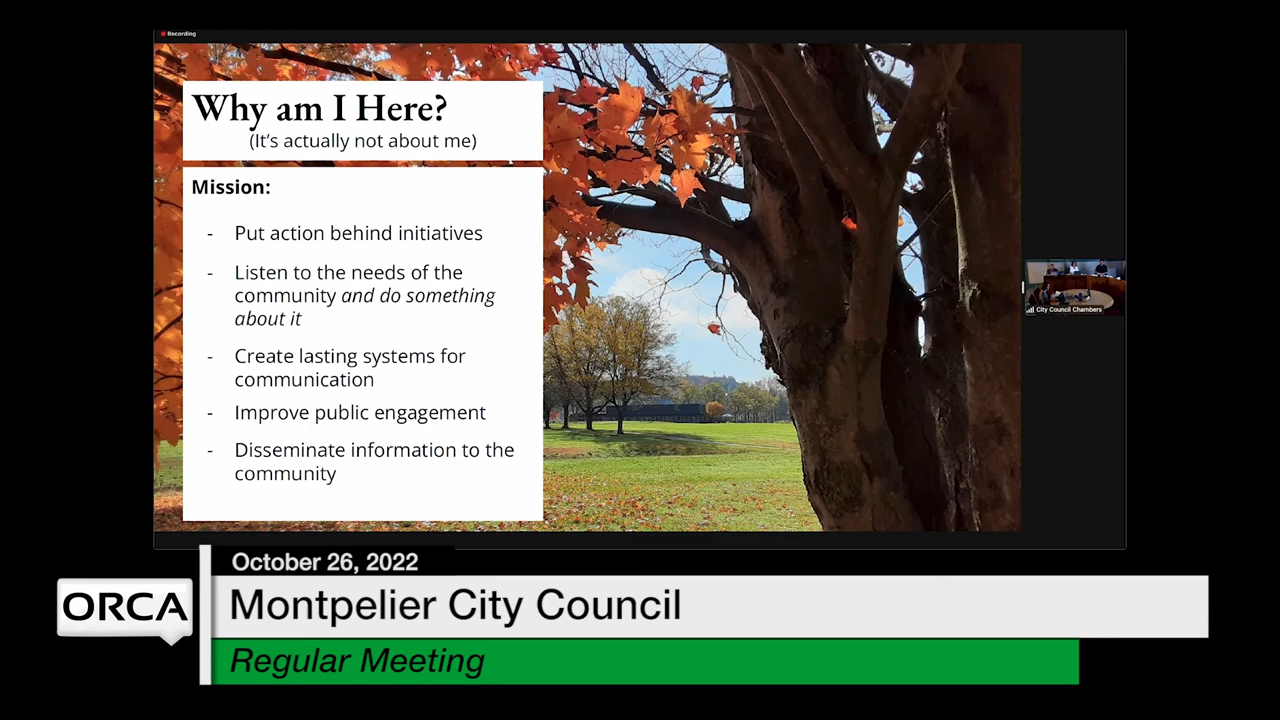 Recording
Why am I Here?
(It's actually not about me)
Mission:
- Put action behind initiatives
- Listen to the needs of the
community and do something
about it
- Create lasting systems for
communication
- Improve public engagement
- Disseminate information to the
community
City Council Chambers
October 26, 2022
ORCA
Montpelier City Council
Regular Meeting